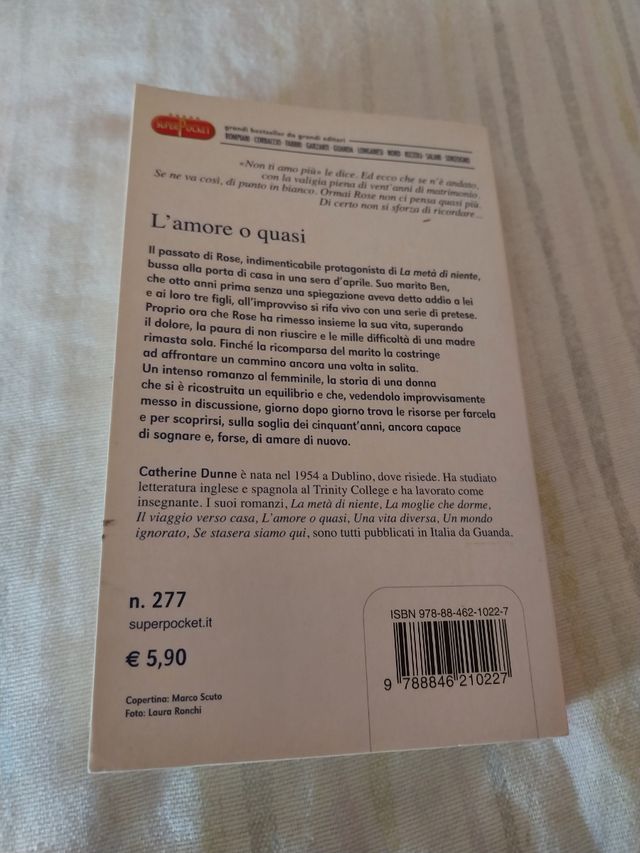 SUPERPOCKET
grandi bestseller da grandi editori
BOMPIANI · CORBACCIO · FABBRI · GARZANTI · GUANDA · LONGANESI · NORD · RIZZOLI · SALANI · SONZOGNO
«Non ti amo più» le dice. Ed ecco che se n'è andato,
con la valigia piena di vent'anni di matrimonio.
Se ne va così, di punto in bianco. Ormai Rose non ci pensa quasi più.
Di certo non si sforza di ricordare...
L'amore o quasi
Il passato di Rose, indimenticabile protagonista di La metà di niente,
bussa alla porta di casa in una sera d'aprile. Suo marito Ben,
che otto anni prima senza una spiegazione aveva detto addio a lei
e ai loro tre figli, all'improvviso si rifa vivo con una serie di pretese.
Proprio ora che Rose ha rimesso insieme la sua vita, superando
il dolore, la paura di non riuscire e le mille difficoltà di una madre
rimasta sola. Finché la ricomparsa del marito la costringe
ad affrontare un cammino ancora una volta in salita.
Un intenso romanzo al femminile, la storia di una donna
che si è ricostruita un equilibrio e che, vedendolo improvvisamente
messo in discussione, giorno dopo giorno trova le risorse per farcela
e per scoprirsi, sulla soglia dei cinquant'anni, ancora capace
di sognare e, forse, di amare di nuovo.
Catherine Dunne è nata nel 1954 a Dublino, dove risiede. Ha studiato
letteratura inglese e spagnola al Trinity College e ha lavorato come
insegnante. I suoi romanzi, La metà di niente, La moglie che dorme,
Il viaggio verso casa, L'amore o quasi, Una vita diversa, Un mondo
ignorato, Se stasera siamo qui, sono tutti pubblicati in Italia da Guanda.
n. 277
superpocket.it
€ 5,90
Copertina: Marco Scuto
Foto: Laura Ronchi
ISBN 978-88-462-1022-7
9 788846 210227